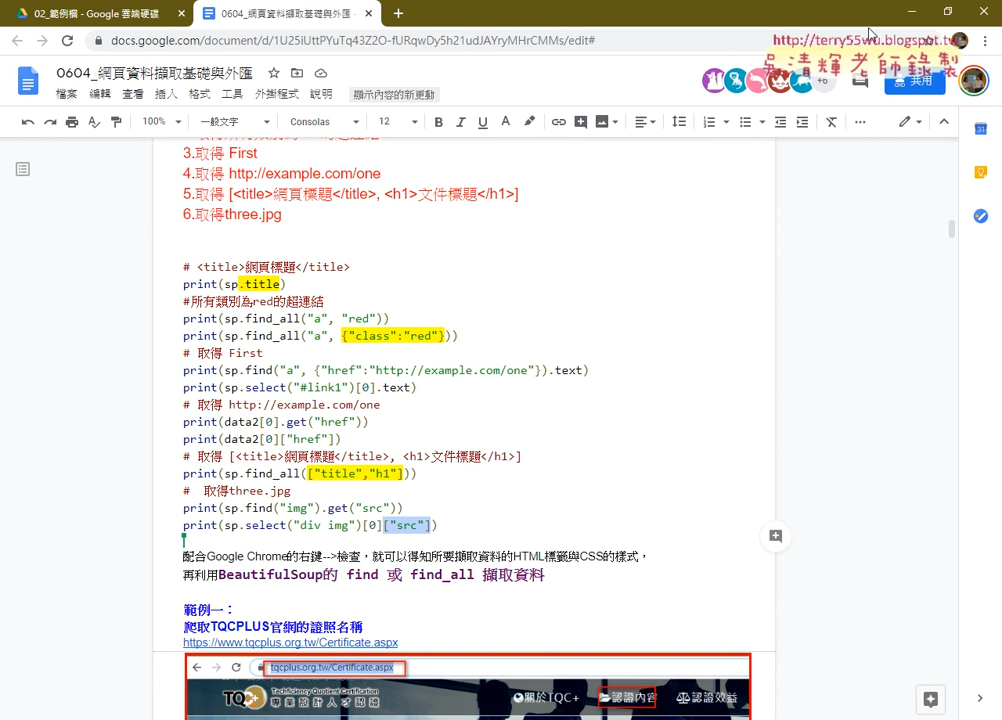 02_範例檔 - Google 雲端硬碟
0604_網頁資料擷取基礎與外匯 -
docs.google.com/document/d/1U25iUttPYuTq43Z2O-fURqwDy5h21udJAYryMHrCMMs/edit#
http://terry55wu.blogspot.tw
吳清輝老師錄製
0604_網頁資料擷取基礎與外匯
檔案 編輯 查看 插入 格式 工具 外掛程式 說明 顯示內容的新更動
+6
共用
100% 一般文字 Consolas 12
3.取得 First
4.取得 http://example.com/one
5.取得 [<title>網頁標題</title>, <h1>文件標題</h1>]
6.取得three.jpg
# <title>網頁標題</title>
print(sp.title)
#所有類別為red的超連結
print(sp.find_all("a", "red"))
print(sp.find_all("a", {"class":"red"}))
# 取得 First
print(sp.find("a", {"href":"http://example.com/one"}).text)
print(sp.select("#link1")[0].text)
# 取得 http://example.com/one
print(data2[0].get("href"))
print(data2[0]["href"])
# 取得 [<title>網頁標題</title>, <h1>文件標題</h1>]
print(sp.find_all(["title","h1"]))
#  取得three.jpg
print(sp.find("img").get("src"))
print(sp.select("div img")[0]["src"])
配合Google Chrome的右鍵-->檢查，就可以得知所要擷取資料的HTML標籤與CSS的樣式，
再利用BeautifulSoup的 find 或 find_all 擷取資料
範例一：
爬取TQCPLUS官網的證照名稱
https://www.tqcplus.org.tw/Certificate.aspx
tqcplus.org.tw/Certificate.aspx
TQC Techficiency Quotient Certification
專業設計人才認證
關於TQC+ 認證內容 認證效益